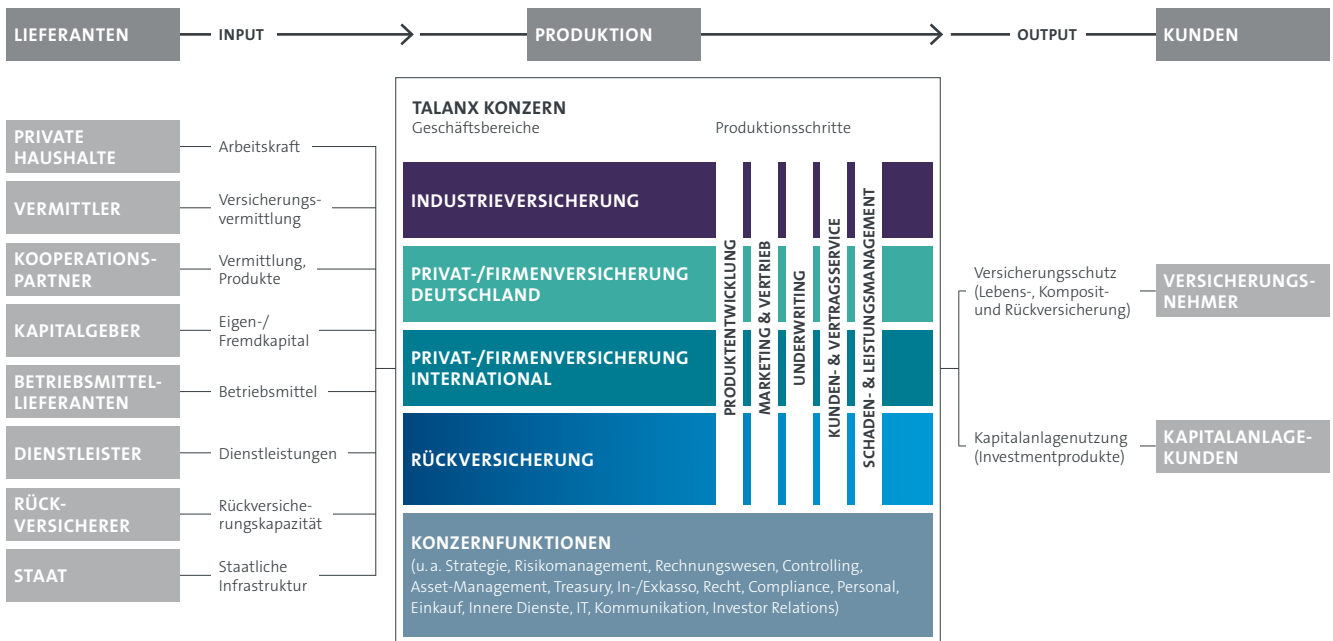 LIEFERANTEN
INPUT
PRODUKTION
OUTPUT
KUNDEN
PRIVATE
HAUSHALTE
Arbeitskraft
VERMITTLER
Versicherungs-
vermittlung
KOOPERATIONS-
PARTNER
Vermittlung,
Produkte
KAPITALGEBER
Eigen-/
Fremdkapital
BETRIEBSMITTEL-
LIEFERANTEN
Betriebsmittel
DIENSTLEISTER
Dienstleistungen
RÜCK-
VERSICHERER
Rückversiche-
rungskapazität
STAAT
Staatliche
Infrastruktur
TALANX KONZERN
Geschäftsbereiche
Produktionsschritte
INDUSTRIEVERSICHERUNG
PRIVAT-/FIRMENVERSICHERUNG
DEUTSCHLAND
PRIVAT-/FIRMENVERSICHERUNG
INTERNATIONAL
RÜCKVERSICHERUNG
PRODUKTENTWICKLUNG
MARKETING & VERTRIEB
UNDERWRITING
KUNDEN- & VERTRAGSSERVICE
SCHADEN- & LEISTUNGSMANAGEMENT
KONZERNFUNKTIONEN
(u. a. Strategie, Risikomanagement, Rechnungswesen, Controlling,
Asset-Management, Treasury, In-/Exkasso, Recht, Compliance, Personal,
Einkauf, Innere Dienste, IT, Kommunikation, Investor Relations)
Versicherungsschutz
(Lebens-, Komposit-
und Rückversicherung)
VERSICHERUNGS-
NEHMER
Kapitalanlagenutzung
(Investmentprodukte)
KAPITALANLAGE-
KUNDEN